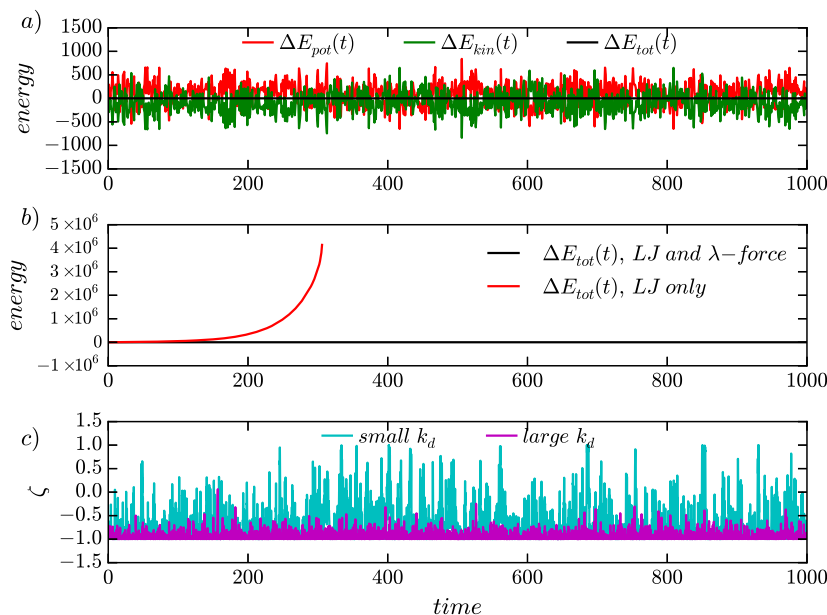 a)
energy
1500
1000
500
0
−500
−1000
−1500
ΔE_pot(t) ΔE_kin(t) ΔE_tot(t)
0 200 400 600 800 1000
b)
energy
5 ×10^6
4 ×10^6
3 ×10^6
2 ×10^6
1 ×10^6
0
−1 ×10^6
ΔE_tot(t), LJ and λ−force
ΔE_tot(t), LJ only
0 200 400 600 800 1000
c)
ζ
1.5
1.0
0.5
0.0
−0.5
−1.0
−1.5
small k_d large k_d
0 200 400 600 800 1000
time